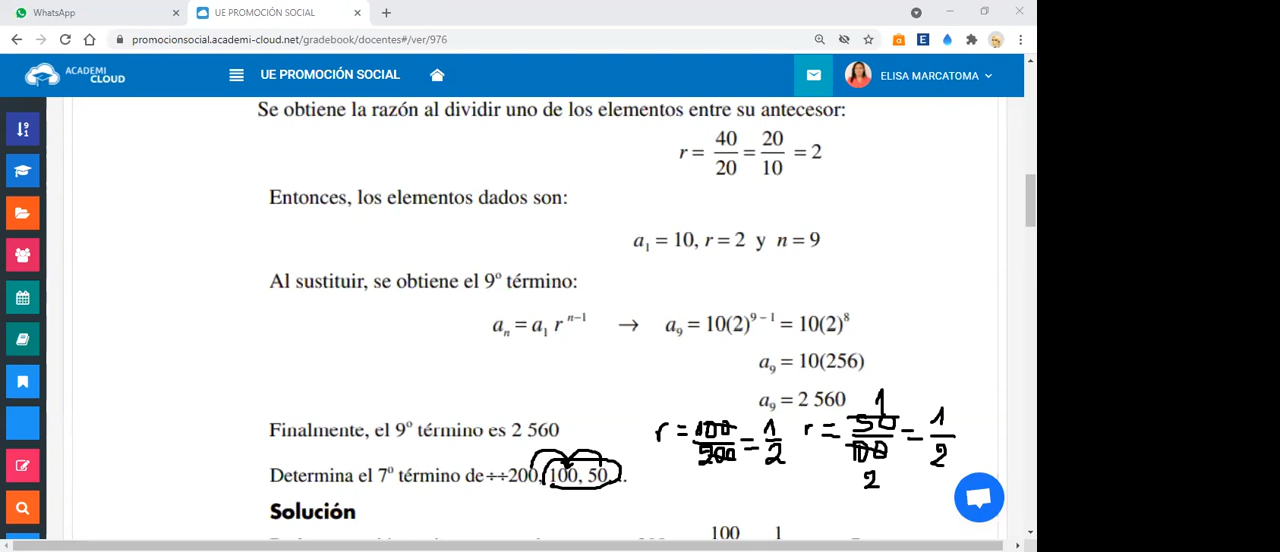 WhatsApp
UE PROMOCIÓN SOCIAL
promocionsocial.academi-cloud.net/gradebook/docentes#/ver/976
ACADEMI CLOUD
UE PROMOCIÓN SOCIAL
ELISA MARCATOMA
Se obtiene la razón al dividir uno de los elementos entre su antecesor:
r = 40/20 = 20/10 = 2
Entonces, los elementos dados son:
a₁ = 10, r = 2 y n = 9
Al sustituir, se obtiene el 9º término:
aₙ = a₁ rⁿ⁻¹ → a₉ = 10(2)⁹⁻¹ = 10(2)⁸
a₉ = 10(256)
a₉ = 2 560
Finalmente, el 9º término es 2 560
r = 100/200 = 1/2 r = 50/100 = 1/2
1
2
Determina el 7º término de ÷÷200, 100, 50, ...
Solución
100 1